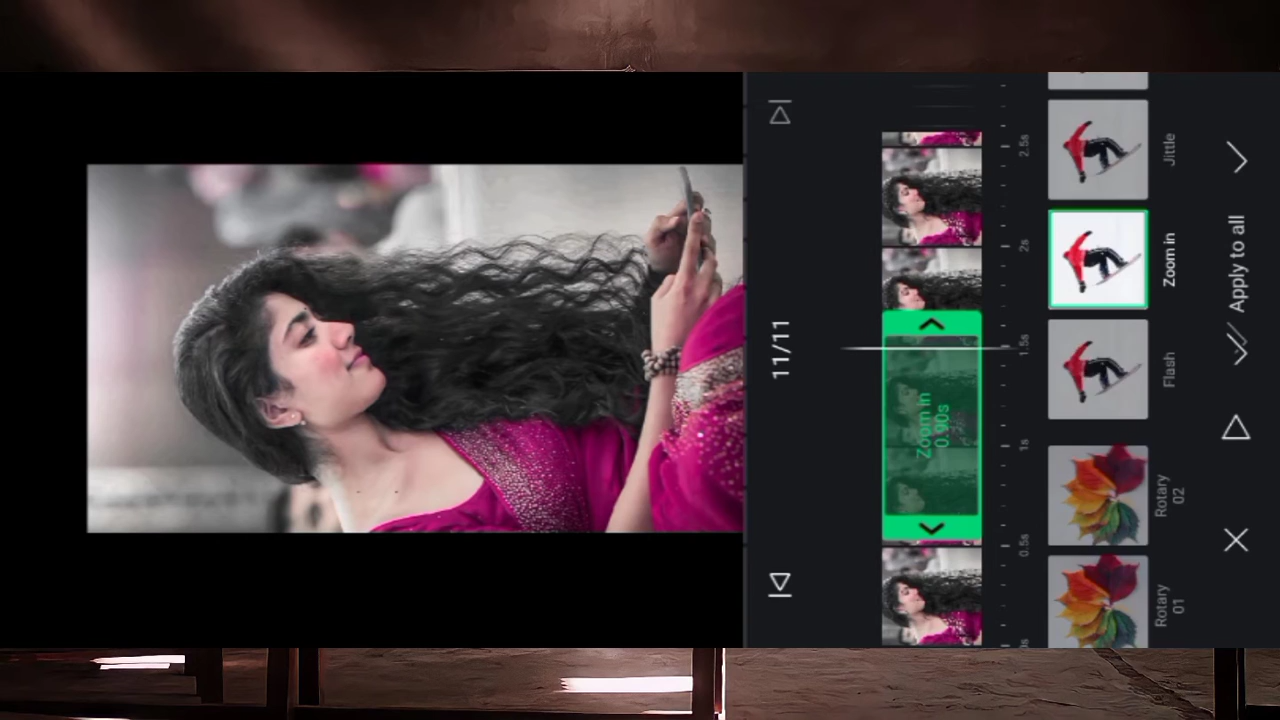 11/11
Zoom in
0.90s
0.5s
1s
1.5s
2s
2.5s
Rotary
01
Rotary
02
Flash
Zoom in
Jittle
Apply to all